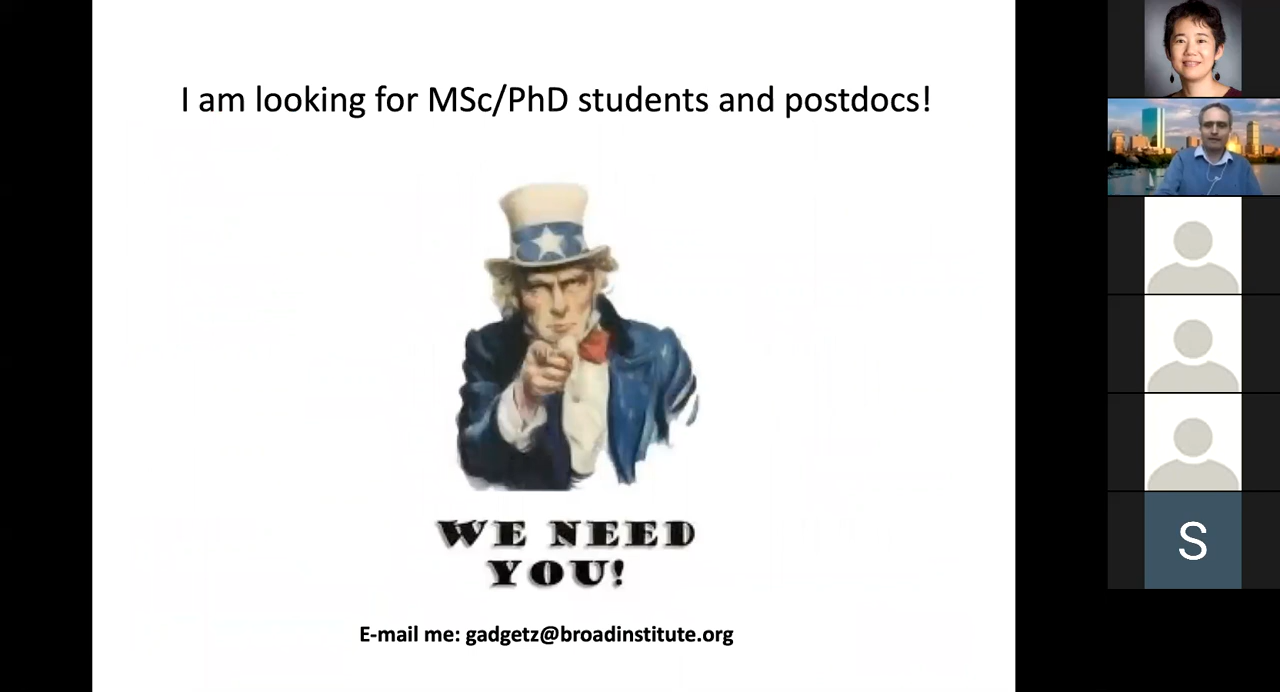 I am looking for MSc/PhD students and postdocs!
WE NEED
YOU!
E-mail me: gadgetz@broadinstitute.org
S